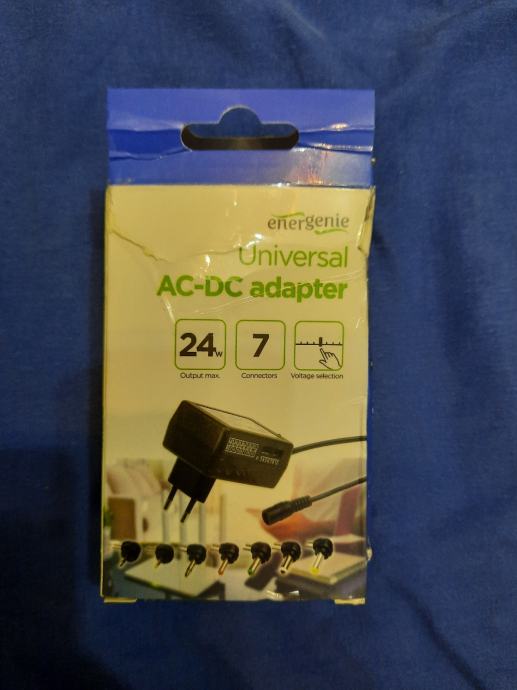 energenie
Universal
AC-DC adapter
24w
7
Output max.
Connectors
Voltage selection